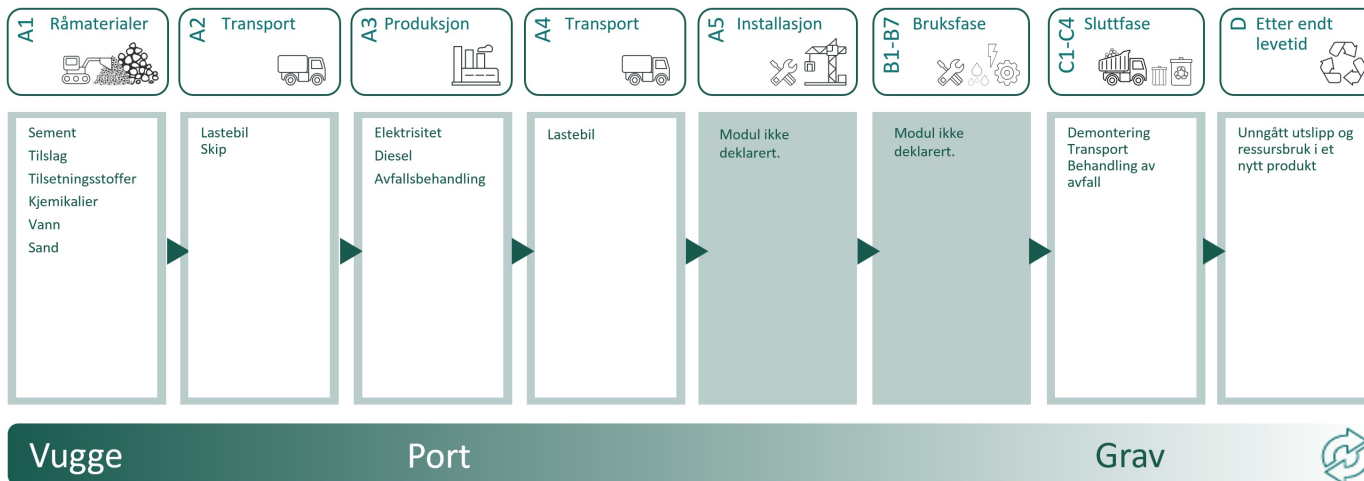 A1 Råmaterialer
A2 Transport
A3 Produksjon
A4 Transport
A5 Installasjon
B1-B7 Bruksfase
C1-C4 Sluttfase
D Etter endt
levetid
Sement
Tilslag
Tilsetningsstoffer
Kjemikalier
Vann
Sand
Lastebil
Skip
Elektrisitet
Diesel
Avfallsbehandling
Lastebil
Modul ikke
deklarert.
Modul ikke
deklarert.
Demontering
Transport
Behandling av
avfall
Unngått utslipp og
ressursbruk i et
nytt produkt
Vugge
Port
Grav